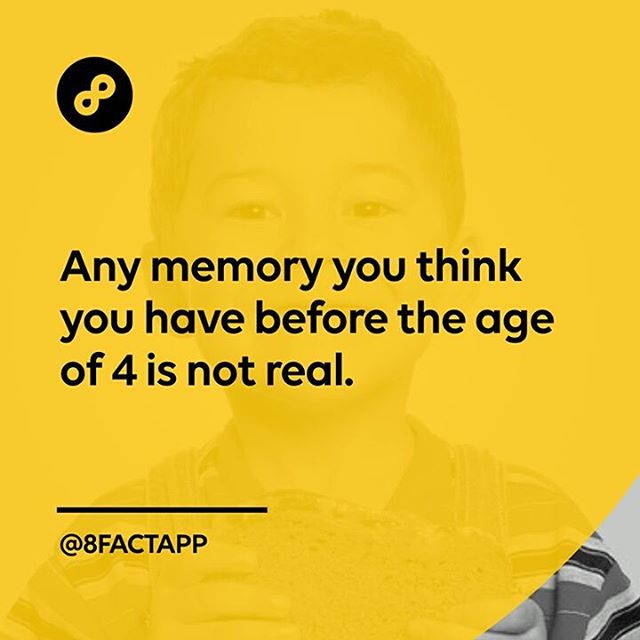 Any memory you think
you have before the age
of 4 is not real.
@8FACTAPP